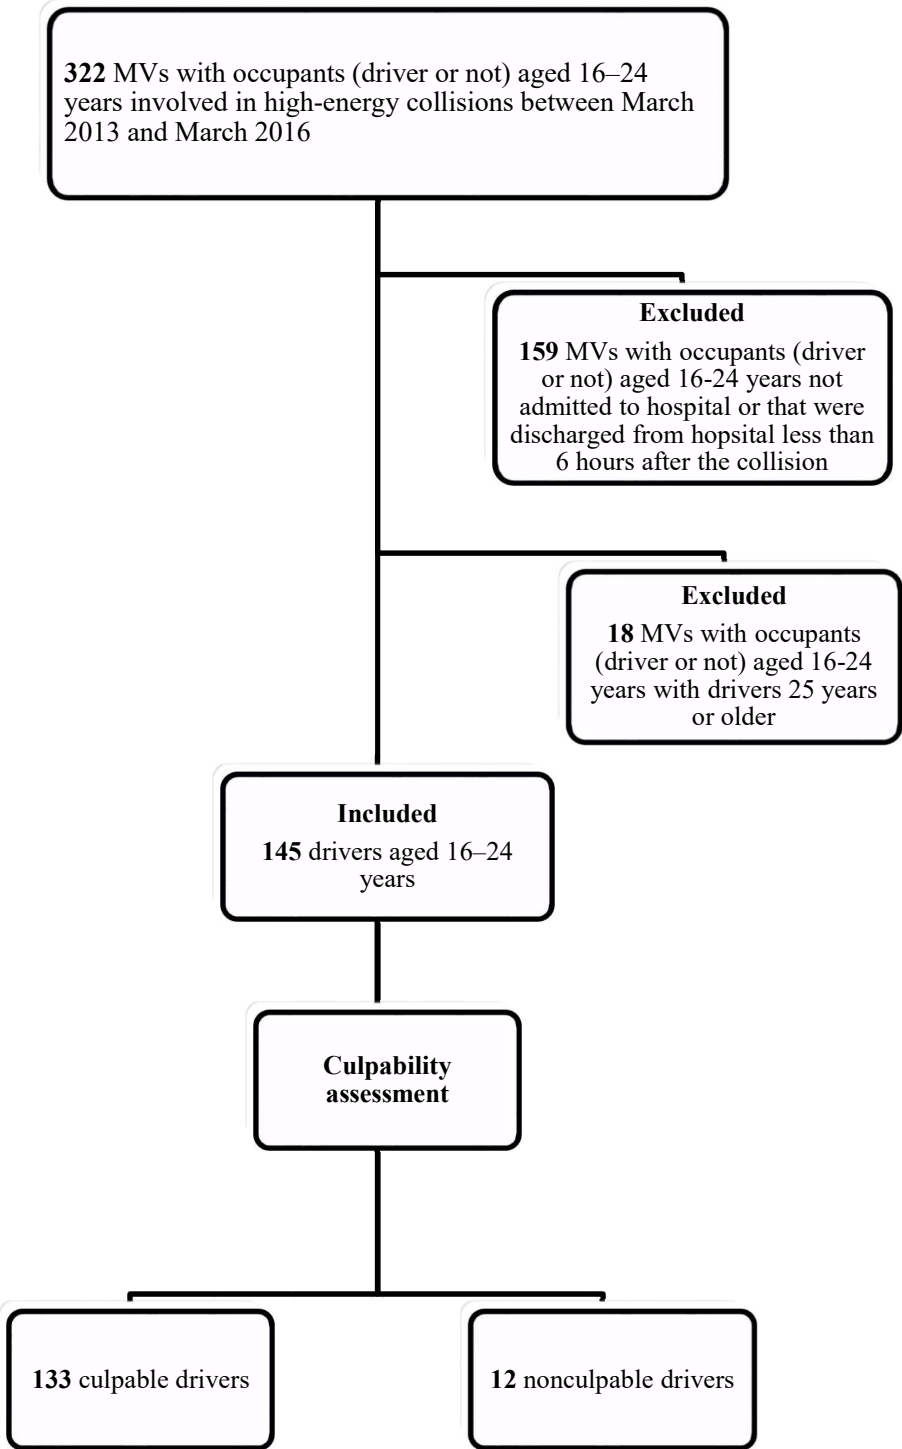 322 MVs with occupants (driver or not) aged 16–24
years involved in high-energy collisions between March
2013 and March 2016
Excluded
159 MVs with occupants (driver
or not) aged 16-24 years not
admitted to hospital or that were
discharged from hopsital less than
6 hours after the collision
Excluded
18 MVs with occupants
(driver or not) aged 16-24
years with drivers 25 years
or older
Included
145 drivers aged 16–24
years
Culpability
assessment
133 culpable drivers
12 nonculpable drivers